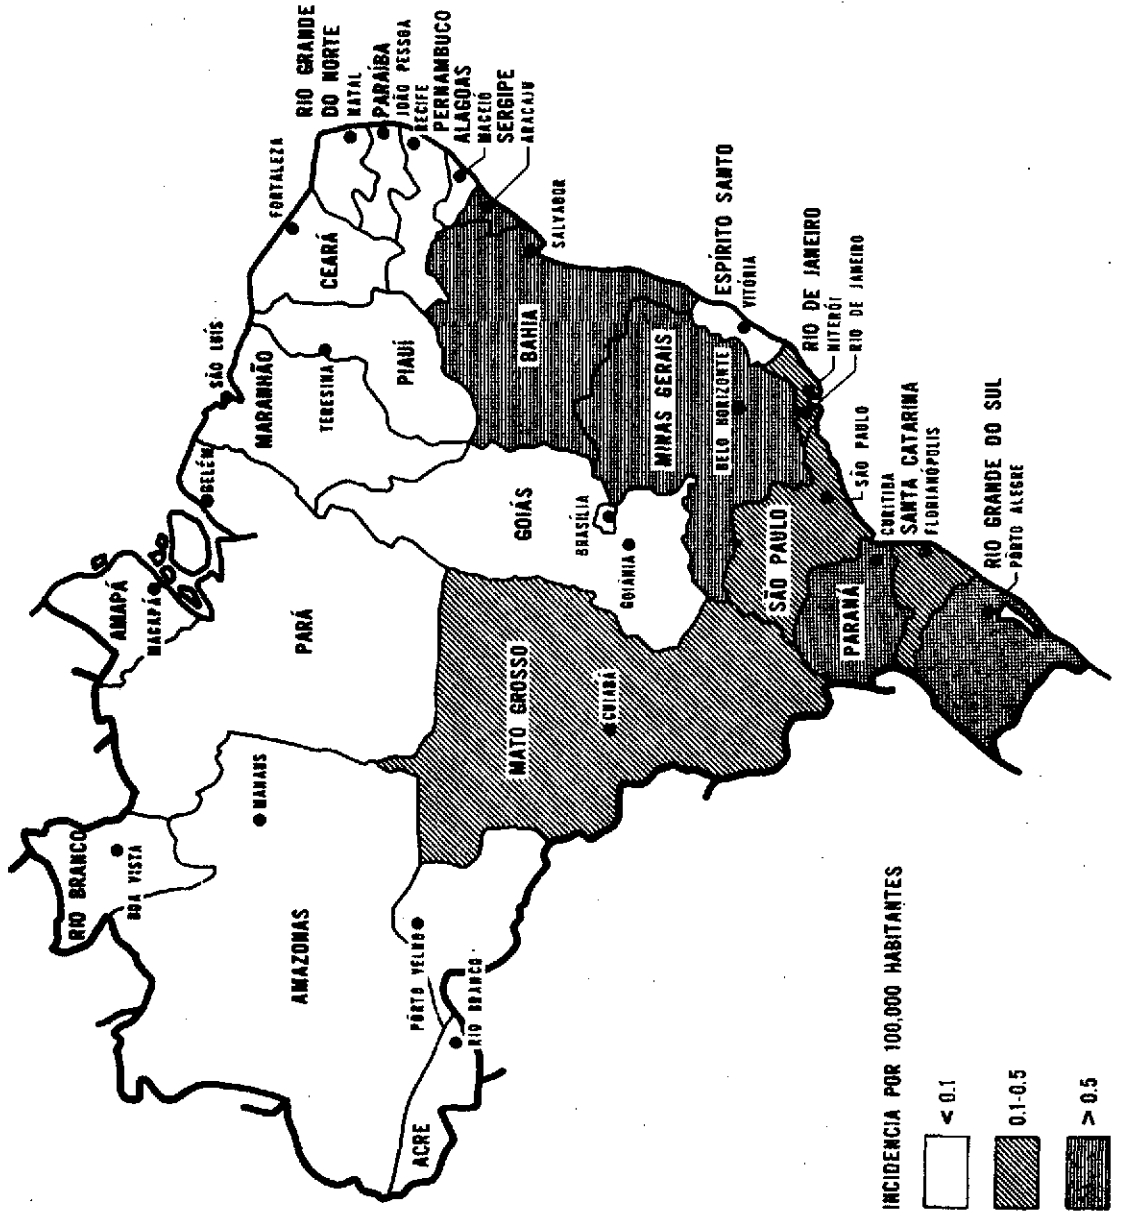 RIO BRANCO
BOA VISTA
AMAPÁ
MACAPÁ
BELÉM
SÃO LUÍS
FORTALEZA
RIO GRANDE
DO NORTE
NATAL
PARAÍBA
JOÃO PESSOA
RECIFE
PERNAMBUCO
ALAGOAS
MACEIÓ
SERGIPE
ARACAJU
MANAUS
AMAZONAS
PARÁ
MARANHÃO
TERESINA
CEARÁ
PIAUÍ
PÔRTO VELHO
RIO BRANCO
ACRE
MATO GROSSO
CUIABÁ
GOIÁS
BRASÍLIA
GOIÂNIA
BAHIA
SALVADOR
MINAS GERAIS
BELO HORIZONTE
ESPÍRITO SANTO
VITÓRIA
RIO DE JANEIRO
NITERÓI
RIO DE JANEIRO
SÃO PAULO
SÃO PAULO
PARANÁ
CURITIBA
SANTA CATARINA
FLORIANÓPOLIS
RIO GRANDE DO SUL
PÔRTO ALEGRE
INCIDENCIA POR 100,000 HABITANTES
< 0.1
0.1-0.5
> 0.5